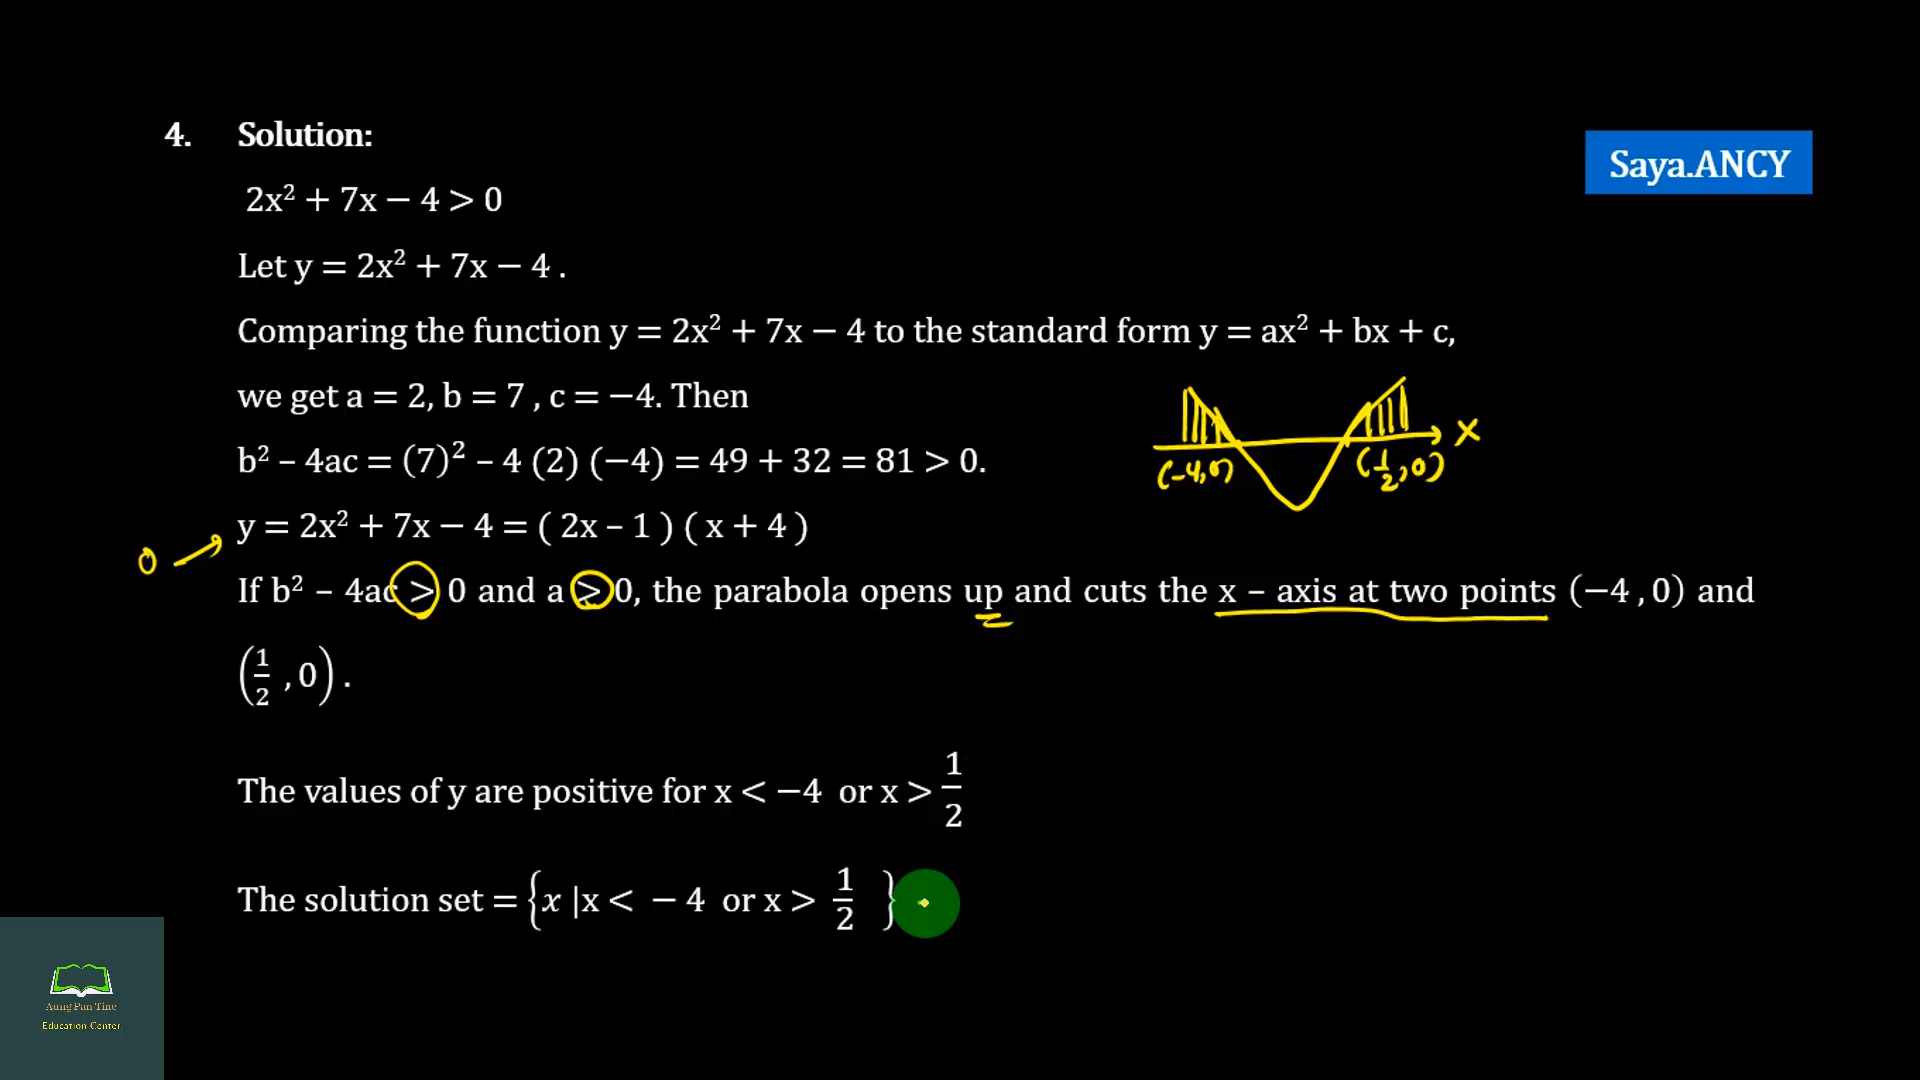 4. Solution:
Saya.ANCY
2x² + 7x − 4 > 0
Let y = 2x² + 7x − 4 .
Comparing the function y = 2x² + 7x − 4 to the standard form y = ax² + bx + c,
we get a = 2, b = 7 , c = −4. Then
x
(-4,0) (1/2,0)
b² – 4ac = (7)² – 4 (2) (−4) = 49 + 32 = 81 > 0.
y = 2x² + 7x − 4 = ( 2x – 1 ) ( x + 4 )
0
If b² – 4ac > 0 and a > 0, the parabola opens up and cuts the x – axis at two points (−4 , 0) and
(1/2 , 0) .
The values of y are positive for x < −4 or x > 1/2
The solution set = {x |x < − 4 or x > 1/2 }
Aung Pan Tine
Education Center